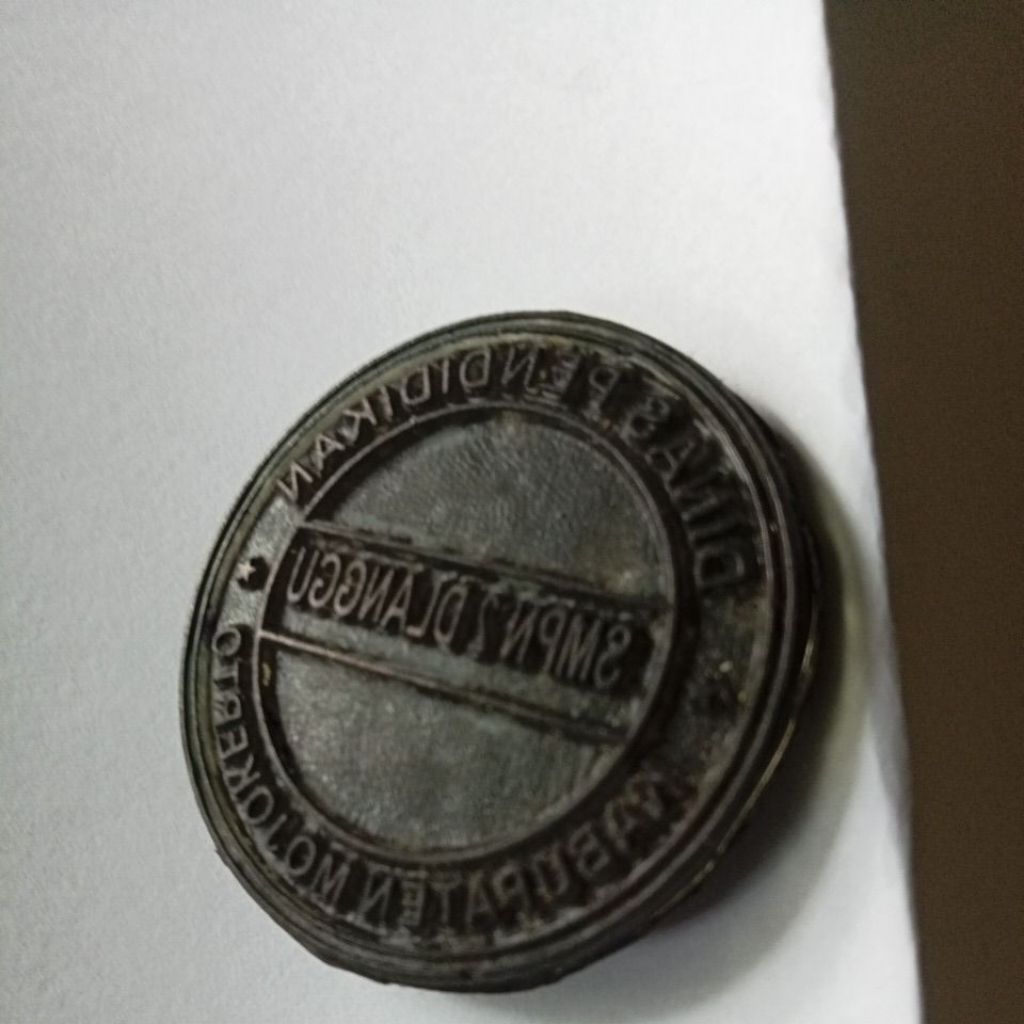 DINAS PENDIDIKAN
SMPN 2 DLANGGU
KABUPATEN MOJOKERTO